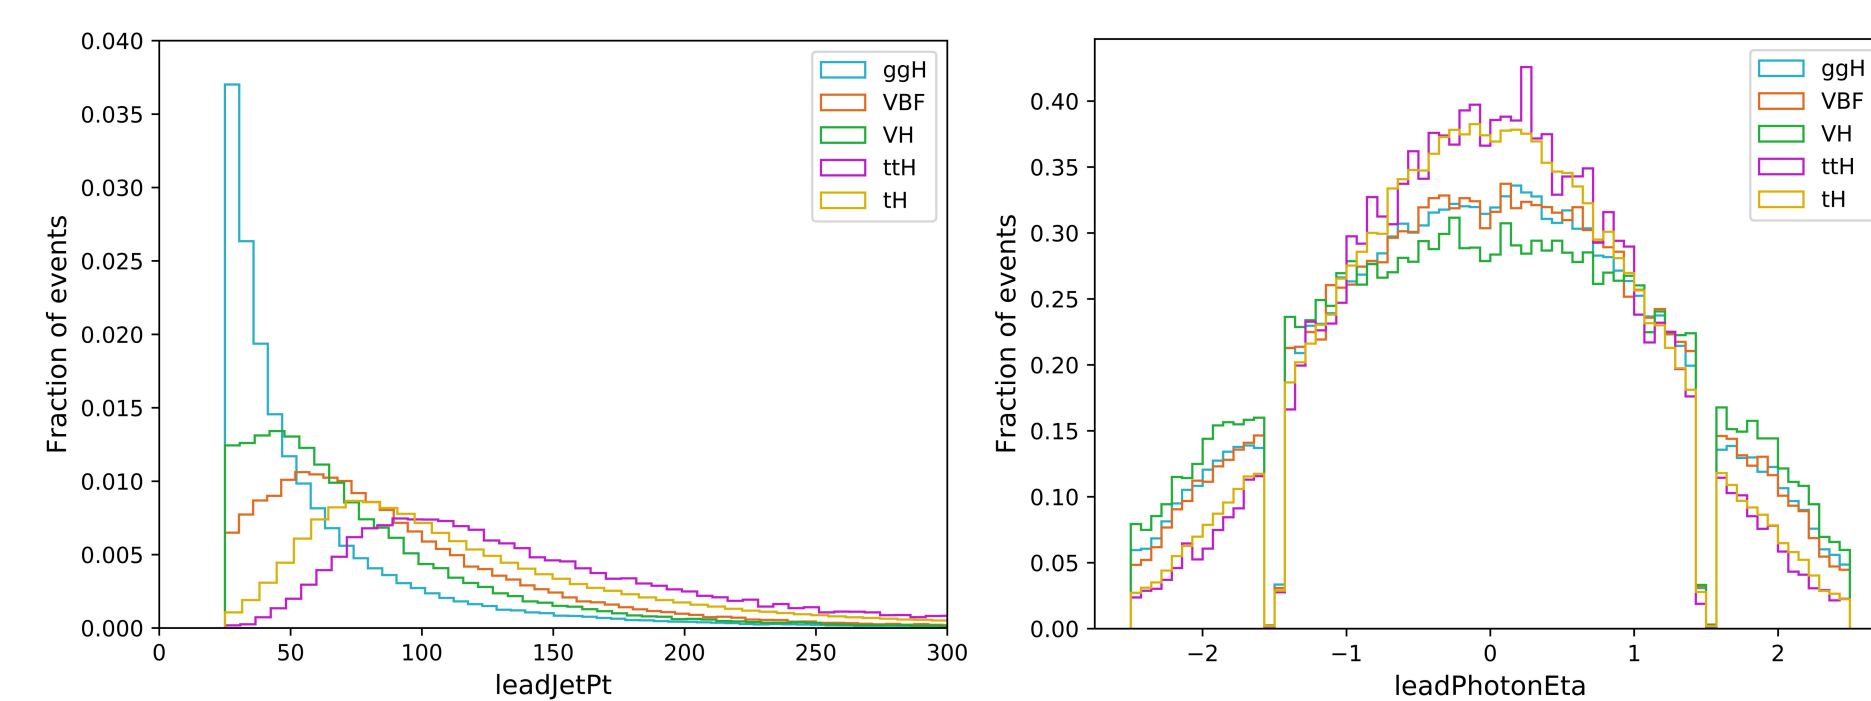 0.040
0.035
0.030
0.025
0.020
0.015
0.010
0.005
0.000
Fraction of events
0 50 100 150 200 250 300
leadJetPt
ggH
VBF
VH
ttH
tH
0.40
0.35
0.30
0.25
0.20
0.15
0.10
0.05
0.00
Fraction of events
−2 −1 0 1 2
leadPhotonEta
ggH
VBF
VH
ttH
tH